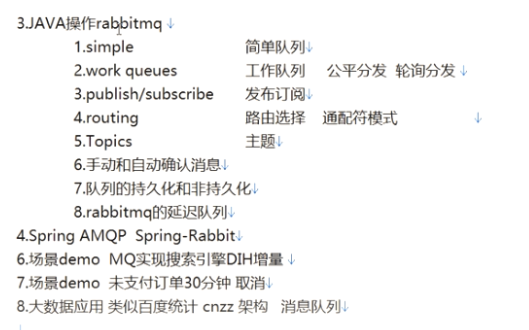 3.JAVA操作rabbitmq
1.simple 简单队列
2.work queues 工作队列 公平分发 轮询分发
3.publish/subscribe 发布订阅
4.routing 路由选择 通配符模式
5.Topics 主题
6.手动和自动确认消息
7.队列的持久化和非持久化
8.rabbitmq的延迟队列
4.Spring AMQP Spring-Rabbit
6.场景demo MQ实现搜索引擎DIH增量
7.场景demo 未支付订单30分钟 取消
8.大数据应用 类似百度统计 cnzz 架构 消息队列